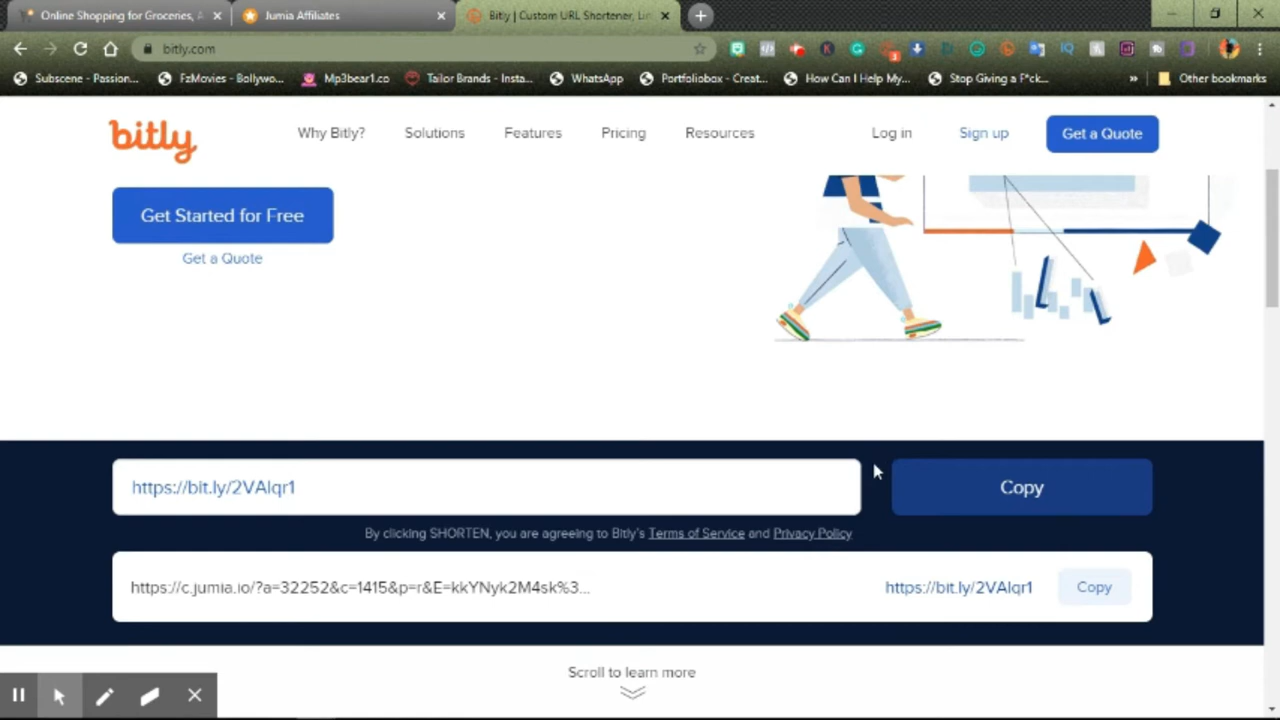 Online Shopping for Groceries,
Jumia Affiliates
Bitly | Custom URL Shortener,
bitly.com
Subscene - Passion...
FzMovies - Bollywo...
Mp3bear1.co
Tailor Brands - Insta...
WhatsApp
Portfoliobox - Creat...
How Can I Help My...
Stop Giving a F*ck...
»
Other bookmarks
bitly
Why Bitly?
Solutions
Features
Pricing
Resources
Log in
Sign up
Get a Quote
Get Started for Free
Get a Quote
https://bit.ly/2VAlqr1
Copy
By clicking SHORTEN, you are agreeing to Bitly's Terms of Service and Privacy Policy
https://c.jumia.io/?a=32252&c=1415&p=r&E=kkYNyk2M4sk%3...
https://bit.ly/2VAlqr1
Copy
Scroll to learn more